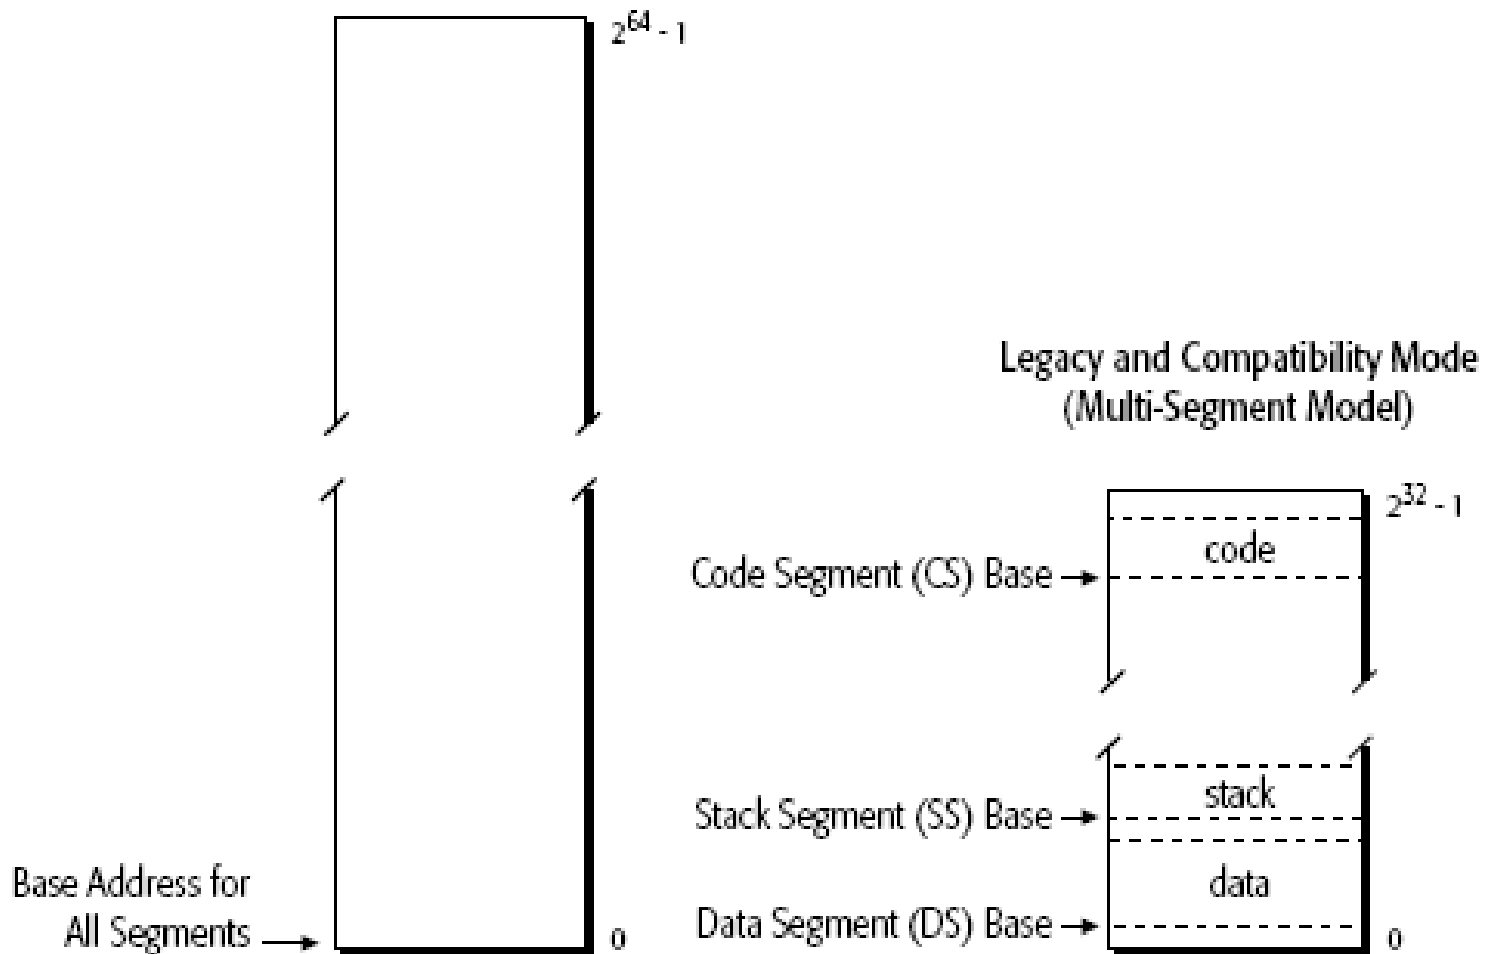 2^64 - 1
Legacy and Compatibility Mode
(Multi-Segment Model)
2^32 - 1
code
Code Segment (CS) Base
stack
Stack Segment (SS) Base
Base Address for
All Segments
data
Data Segment (DS) Base
0
0